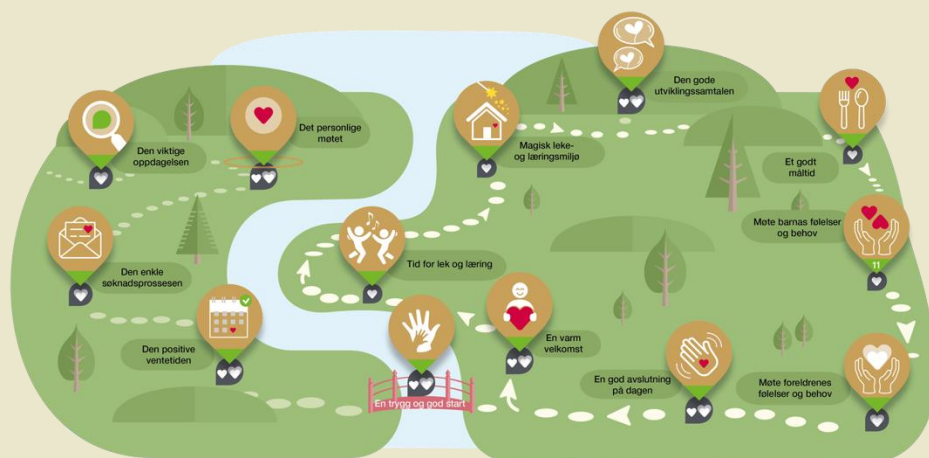 Den viktige
oppdagelsen
Det personlige
møtet
Den enkle
søknadsprossesen
Den positive
ventetiden
En trygg og god start
En varm
velkomst
Tid for lek og læring
Magisk leke-
og læringsmiljø
Den gode
utviklingssamtalen
Et godt
måltid
Møte barnas følelser
og behov
11
Møte foreldrenes
følelser og behov
En god avslutning
på dagen